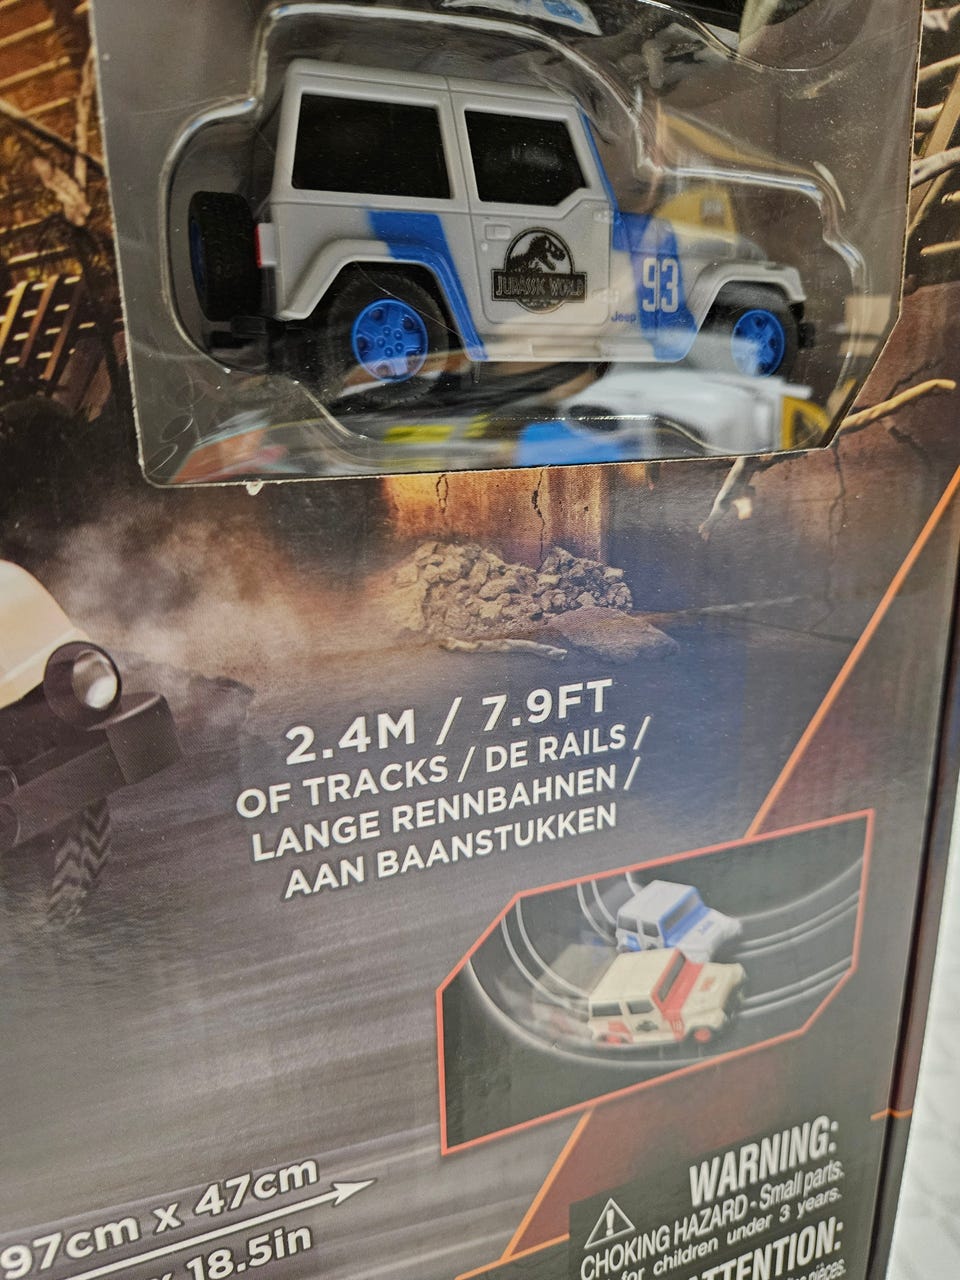 JURASSIC WORLD
Jeep
93
2.4M / 7.9FT
OF TRACKS / DE RAILS /
LANGE RENNBAHNEN /
AAN BAANSTUKKEN
97cm x 47cm
x 18.5in
WARNING:
CHOKING HAZARD - Small parts.
for children under 3 years.
ATTENTION:
pièces.